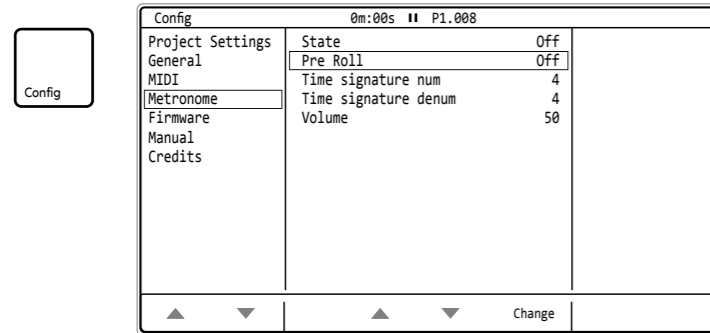 Config
Config 0m:00s II P1.008
Project Settings
General
MIDI
Metronome
Firmware
Manual
Credits
State Off
Pre Roll Off
Time signature num 4
Time signature denum 4
Volume 50
Change